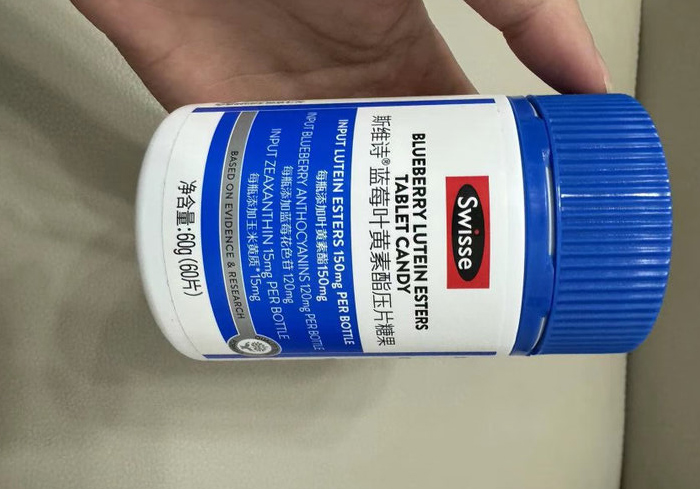 Swisse
BLUEBERRY LUTEIN ESTERS
TABLET CANDY
斯维诗®蓝莓叶黄素酯压片糖果
INPUT LUTEIN ESTERS 150mg PER BOTTLE
每瓶添加叶黄素酯150mg
INPUT BLUEBERRY ANTHOCYANINS 120mg PER BOTTLE
每瓶添加蓝莓花色苷120mg
INPUT ZEAXANTHIN 15mg PER BOTTLE
每瓶添加玉米黄质*15mg
BASED ON EVIDENCE & RESEARCH
净含量:60g(60片)